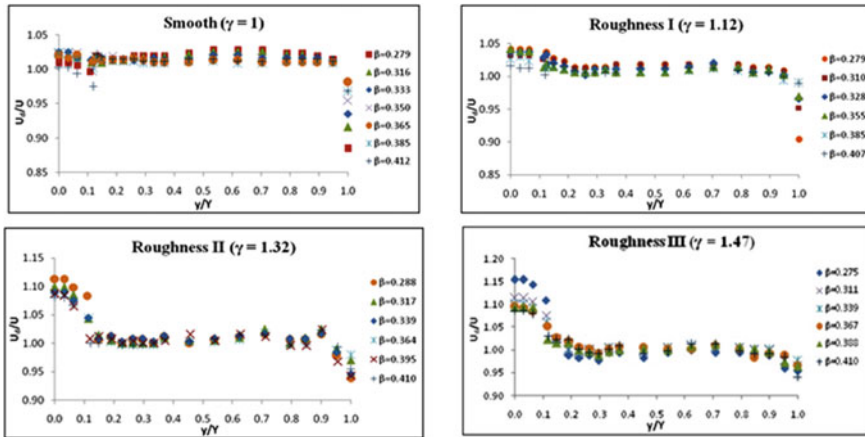 Smooth (γ = 1)
1.05
1.00
0.95
0.90
0.85
U_d/U
0.0 0.1 0.2 0.3 0.4 0.5 0.6 0.7 0.8 0.9 1.0
y/Y
β=0.279
β=0.316
β=0.333
β=0.350
β=0.365
β=0.385
β=0.412
Roughness I (γ = 1.12)
1.05
1.00
0.95
0.90
0.85
U_d/U
0.0 0.1 0.2 0.3 0.4 0.5 0.6 0.7 0.8 0.9 1.0
y/Y
β=0.279
β=0.310
β=0.328
β=0.355
β=0.385
β=0.407
Roughness II (γ = 1.32)
1.15
1.10
1.05
1.00
0.95
0.90
U_d/U
0.0 0.1 0.2 0.3 0.4 0.5 0.6 0.7 0.8 0.9 1.0
y/Y
β=0.288
β=0.317
β=0.339
β=0.364
β=0.395
β=0.410
Roughness III (γ = 1.47)
1.20
1.15
1.10
1.05
1.00
0.95
0.90
U_d/U
0.0 0.1 0.2 0.3 0.4 0.5 0.6 0.7 0.8 0.9 1.0
y/Y
β=0.275
β=0.311
β=0.339
β=0.367
β=0.388
β=0.410